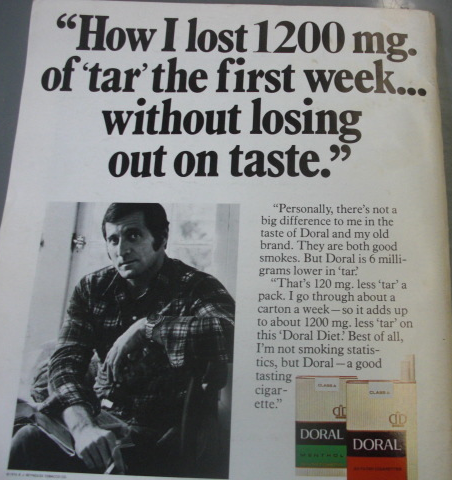 “How I lost 1200 mg.
of ‘tar’ the first week...
without losing
out on taste.”
“Personally, there’s not a
big difference to me in the
taste of Doral and my old
brand. They are both good
smokes. But Doral is 6 milli-
grams lower in ‘tar.’
“That’s 120 mg. less ‘tar’ a
pack. I go through about a
carton a week—so it adds up
to about 1200 mg. less ‘tar’ on
this ‘Doral Diet.’ Best of all,
I’m not smoking statis-
tics, but Doral—a good
tasting
cigar-
ette.”
CLASS A
CLASS A
DORAL
MENTHOL
DORAL